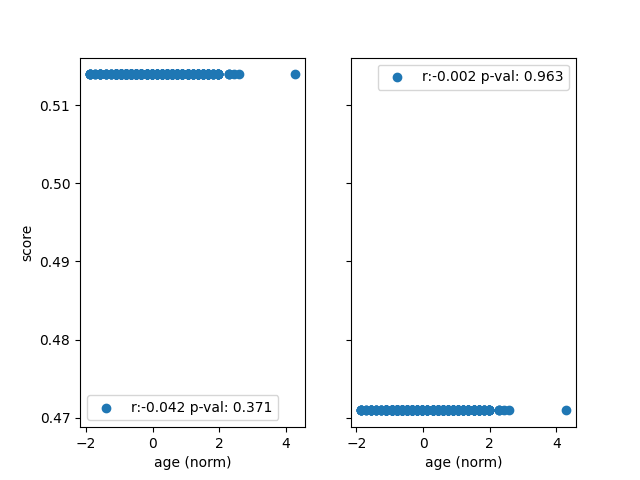 0.51
0.50
0.49
0.48
0.47
score
r:-0.042 p-val: 0.371
−2 0 2 4
age (norm)
r:-0.002 p-val: 0.963
−2 0 2 4
age (norm)